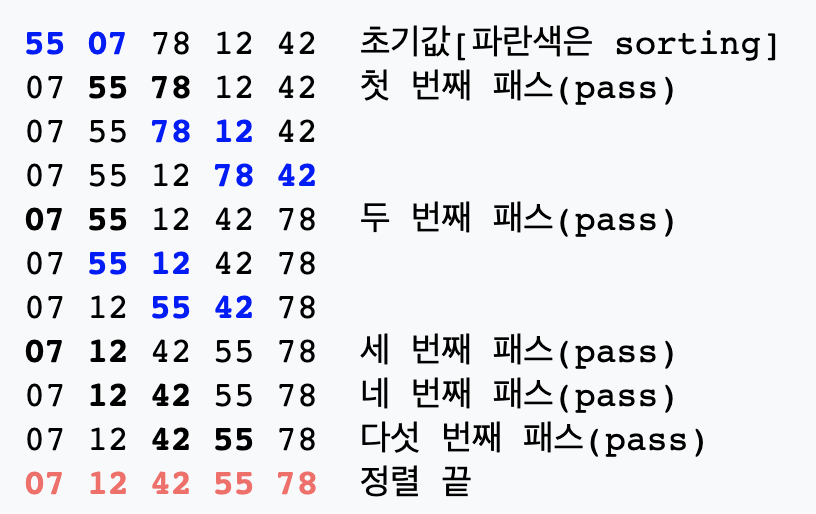 55 07 78 12 42 초기값[파란색은 sorting]
07 55 78 12 42 첫 번째 패스(pass)
07 55 78 12 42
07 55 12 78 42
07 55 12 42 78 두 번째 패스(pass)
07 55 12 42 78
07 12 55 42 78
07 12 42 55 78 세 번째 패스(pass)
07 12 42 55 78 네 번째 패스(pass)
07 12 42 55 78 다섯 번째 패스(pass)
07 12 42 55 78 정렬 끝